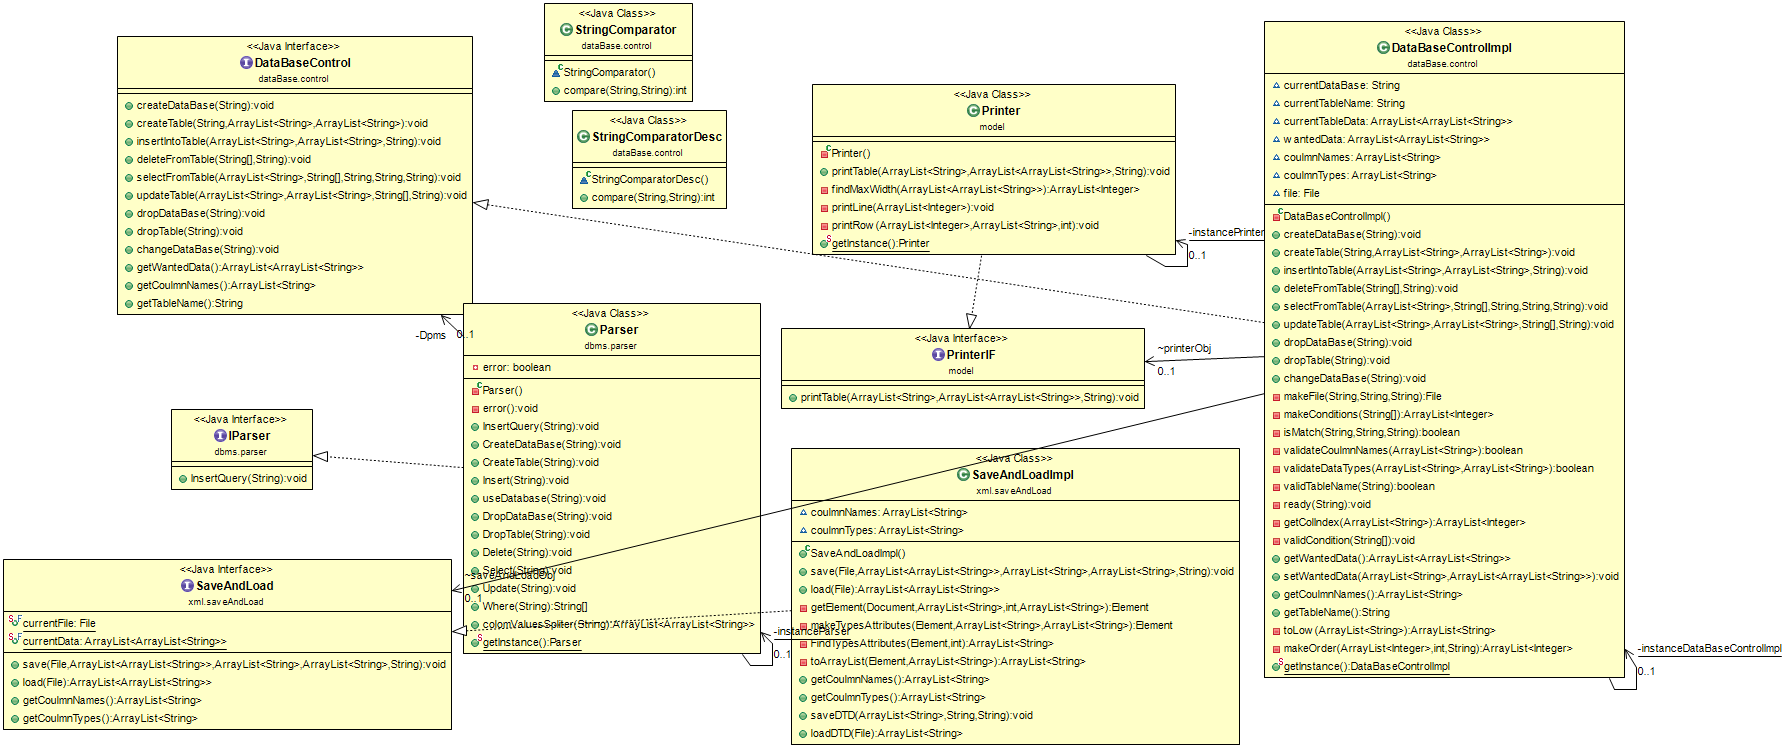 <<Java Interface>>
DataBaseControl
dataBase.control
createDataBase(String):void
createTable(String,ArrayList<String>,ArrayList<String>):void
insertIntoTable(ArrayList<String>,ArrayList<String>,String):void
deleteFromTable(String[],String):void
selectFromTable(ArrayList<String>,String[],String,String,String):void
updateTable(ArrayList<String>,ArrayList<String>,String[],String):void
dropDataBase(String):void
dropTable(String):void
changeDataBase(String):void
getWantedData():ArrayList<ArrayList<String>>
getCoulmnNames():ArrayList<String>
getTableName():String
<<Java Class>>
StringComparator
dataBase.control
StringComparator()
compare(String,String):int
<<Java Class>>
StringComparatorDesc
dataBase.control
StringComparatorDesc()
compare(String,String):int
<<Java Class>>
Printer
model
Printer()
printTable(ArrayList<String>,ArrayList<ArrayList<String>>,String):void
findMaxWidth(ArrayList<ArrayList<String>>):ArrayList<Integer>
printLine(ArrayList<Integer>):void
printRow(ArrayList<Integer>,ArrayList<String>,int):void
getInstance():Printer
-instancePrinter
0..1
<<Java Class>>
DataBaseControlImpl
dataBase.control
currentDataBase: String
currentTableName: String
currentTableData: ArrayList<ArrayList<String>>
wantedData: ArrayList<ArrayList<String>>
coulmnNames: ArrayList<String>
coulmnTypes: ArrayList<String>
file: File
DataBaseControlImpl()
createDataBase(String):void
createTable(String,ArrayList<String>,ArrayList<String>):void
insertIntoTable(ArrayList<String>,ArrayList<String>,String):void
deleteFromTable(String[],String):void
selectFromTable(ArrayList<String>,String[],String,String,String):void
updateTable(ArrayList<String>,ArrayList<String>,String[],String):void
dropDataBase(String):void
dropTable(String):void
changeDataBase(String):void
makeFile(String,String,String):File
makeConditions(String[]):ArrayList<Integer>
isMatch(String,String,String):boolean
validateCoulmnNames(ArrayList<String>):boolean
validateDataTypes(ArrayList<String>,ArrayList<String>):boolean
validTableName(String):boolean
ready(String):void
getColIndex(ArrayList<String>):ArrayList<Integer>
validCondition(String[]):void
getWantedData():ArrayList<ArrayList<String>>
setWantedData(ArrayList<String>,ArrayList<ArrayList<String>>):void
getCoulmnNames():ArrayList<String>
getTableName():String
toLow(ArrayList<String>):ArrayList<String>
makeOrder(ArrayList<Integer>,int,String):ArrayList<Integer>
getInstance():DataBaseControlImpl
-instanceDataBaseControlImpl
0..1
-Dpms
0..1
<<Java Class>>
Parser
dbms.parser
error: boolean
Parser()
error():void
InsertQuery(String):void
CreateDataBase(String):void
CreateTable(String):void
Insert(String):void
useDatabase(String):void
DropDataBase(String):void
DropTable(String):void
Delete(String):void
Select(String):void
Update(String):void
Where(String):String[]
colomValuesSpliter(String):ArrayList<ArrayList<String>>
getInstance():Parser
-instanceParser
0..1
<<Java Interface>>
PrinterIF
model
printTable(ArrayList<String>,ArrayList<ArrayList<String>>,String):void
~printerObj
0..1
<<Java Interface>>
IParser
dbms.parser
InsertQuery(String):void
<<Java Class>>
SaveAndLoadImpl
xml.saveAndLoad
coulmnNames: ArrayList<String>
coulmnTypes: ArrayList<String>
SaveAndLoadImpl()
save(File,ArrayList<ArrayList<String>>,ArrayList<String>,ArrayList<String>,String):void
load(File):ArrayList<ArrayList<String>>
getElement(Document,ArrayList<String>,int,ArrayList<String>):Element
makeTypesAttributes(Element,ArrayList<String>,ArrayList<String>):Element
FindTypesAttributes(Element,int):ArrayList<String>
toArrayList(Element,ArrayList<String>):ArrayList<String>
getCoulmnNames():ArrayList<String>
getCoulmnTypes():ArrayList<String>
saveDTD(ArrayList<String>,String,String):void
loadDTD(File):ArrayList<String>
<<Java Interface>>
SaveAndLoad
xml.saveAndLoad
currentFile: File
currentData: ArrayList<ArrayList<String>>
save(File,ArrayList<ArrayList<String>>,ArrayList<String>,ArrayList<String>,String):void
load(File):ArrayList<ArrayList<String>>
getCoulmnNames():ArrayList<String>
getCoulmnTypes():ArrayList<String>
~saveAndLoadObj
0..1